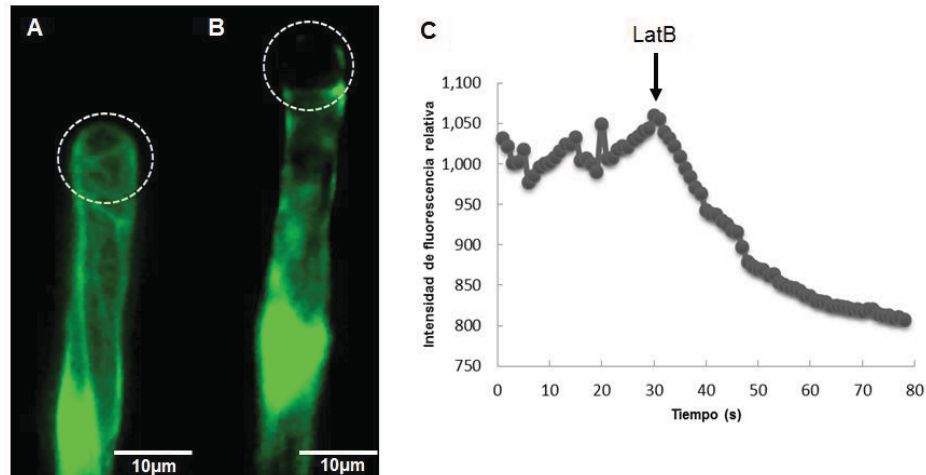 A
B
C
LatB
1,100
1,050
1,000
950
900
850
800
750
0 10 20 30 40 50 60 70 80
Intensidad de fluorescencia relativa
Tiempo (s)
10µm
10µm